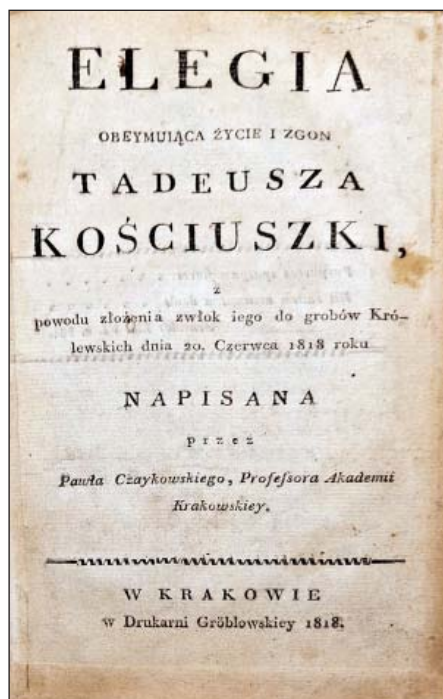 ELEGIA
OBEYMUIĄCA ŻYCIE I ZGON
TADEUSZA
KOŚCIUSZKI,
z
powodu złożenia zwłok iego do grobów Kró-
lewskich dnia 20. Czerwca 1818 roku
NAPISANA
przez
Pawła Czaykowskiego, Profeſsora Akademii
Krakowskiey.
W KRAKOWIE
w Drukarni Gröblowskiey 1818.